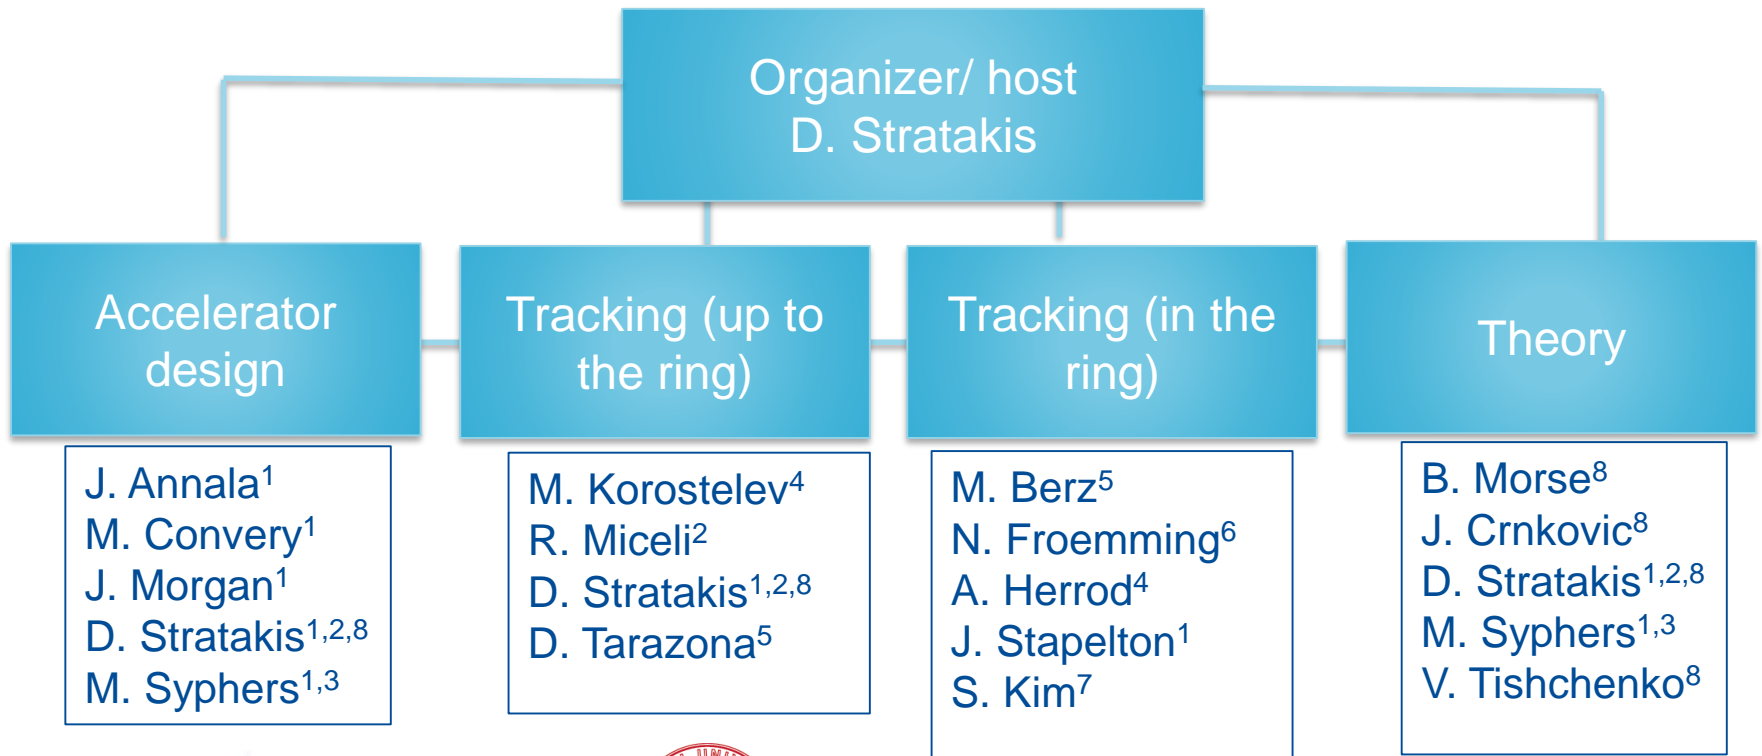 Organizer/ host
D. Stratakis
Accelerator
design
Tracking (up to
the ring)
Tracking (in the
ring)
Theory
J. Annala¹
M. Convery¹
J. Morgan¹
D. Stratakis¹,²,⁸
M. Syphers¹,³
M. Korostelev⁴
R. Miceli²
D. Stratakis¹,²,⁸
D. Tarazona⁵
M. Berz⁵
N. Froemming⁶
A. Herrod⁴
J. Stapelton¹
S. Kim⁷
B. Morse⁸
J. Crnkovic⁸
D. Stratakis¹,²,⁸
M. Syphers¹,³
V. Tishchenko⁸